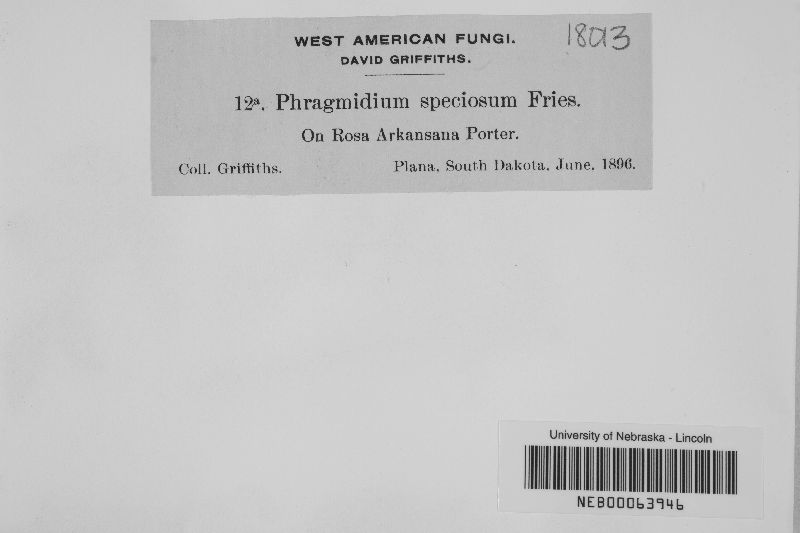 WEST AMERICAN FUNGI. 18013
DAVID GRIFFITHS.
12ª. Phragmidium speciosum Fries.
On Rosa Arkansana Porter.
Coll. Griffiths. Plana, South Dakota, June, 1896.
University of Nebraska - Lincoln
NEB00063946